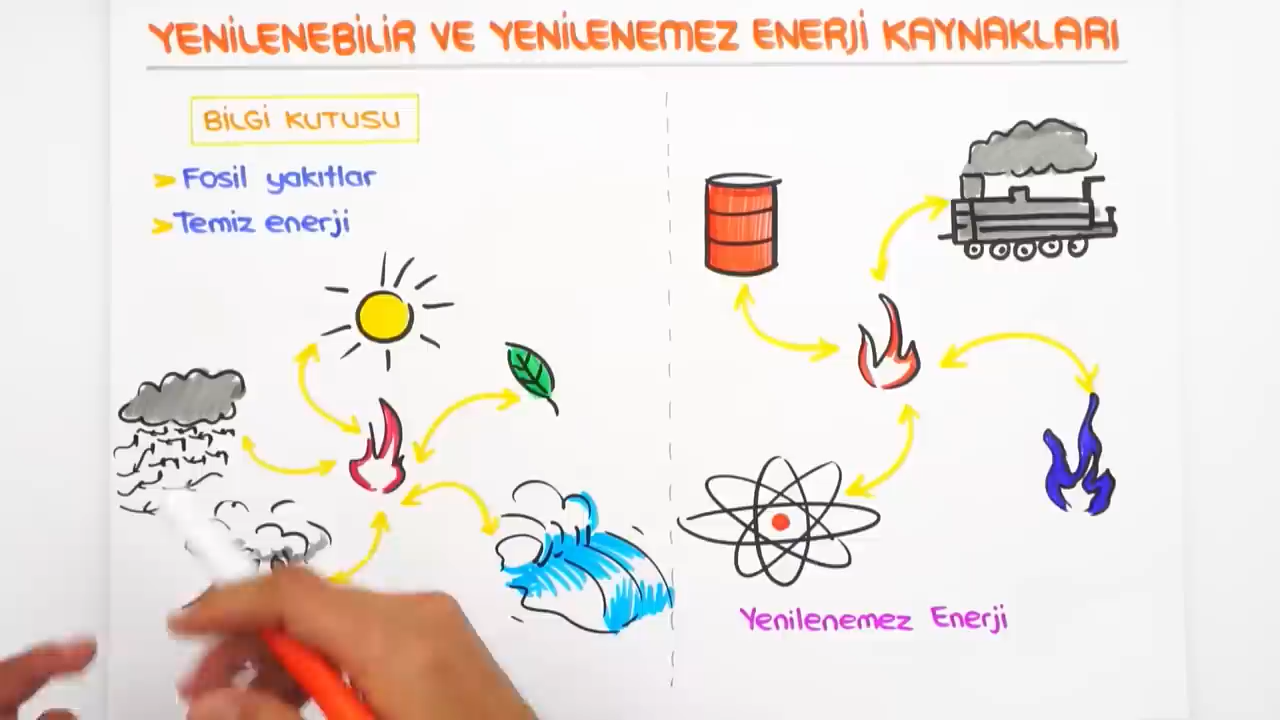 YENİLENEBİLİR VE YENİLENEMEZ ENERJİ KAYNAKLARI
BİLGİ KUTUSU
➤ Fosil yakıtlar
➤ Temiz enerji
Yenilenemez Enerji